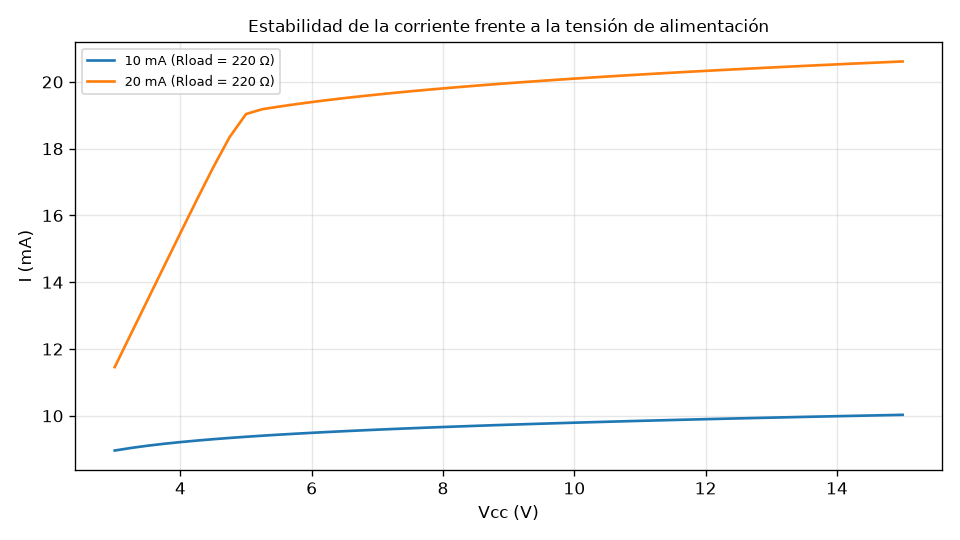 Estabilidad de la corriente frente a la tensión de alimentación
10 mA (Rload = 220 Ω)
20 mA (Rload = 220 Ω)
I (mA)
20
18
16
14
12
10
4 6 8 10 12 14
Vcc (V)